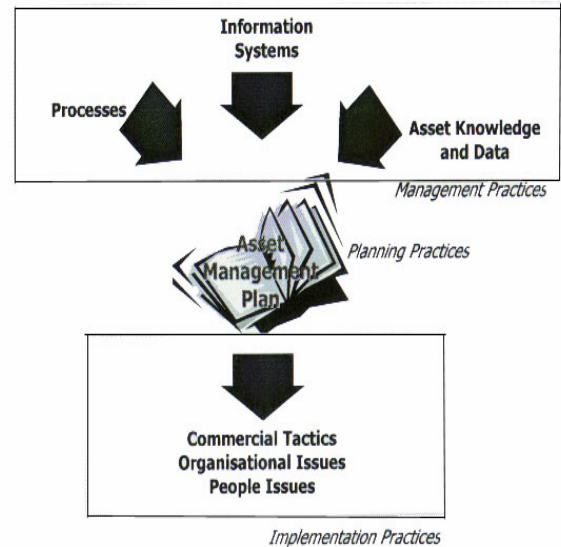 Information
Systems
Processes
Asset Knowledge
and Data
Management Practices
Asset
Management
Plan
Planning Practices
Commercial Tactics
Organisational Issues
People Issues
Implementation Practices